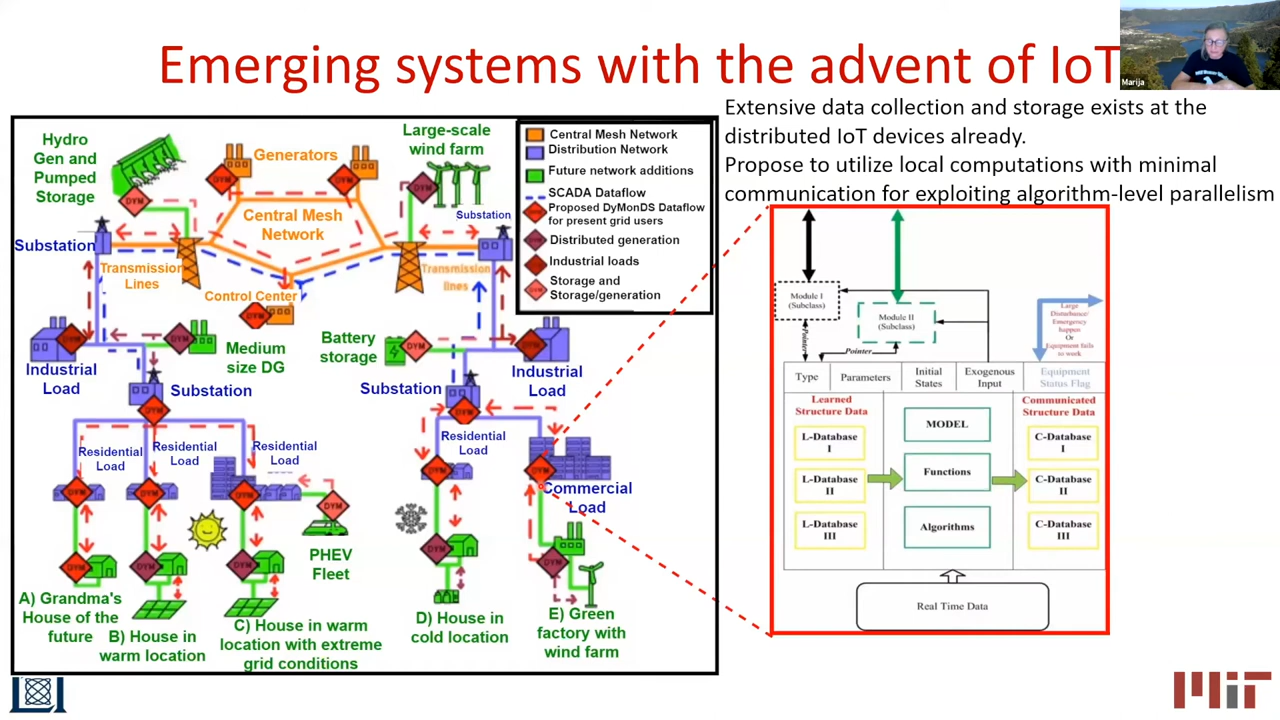 Emerging systems with the advent of IoT
Marija
Extensive data collection and storage exists at the
distributed IoT devices already.
Propose to utilize local computations with minimal
communication for exploiting algorithm-level parallelism
Hydro
Gen and
Pumped
Storage
Generators
Large-scale
wind farm
Central Mesh Network
Distribution Network
Future network additions
SCADA Dataflow
Proposed DyMonDS Dataflow
for present grid users
Distributed generation
Industrial loads
Storage and
Storage/generation
DYM
DYM
Central Mesh
Network
Substation
Substation
Transmission
Lines
Transmission
lines
Control Center
Industrial
Load
Medium
size DG
Battery
storage
Industrial
Load
Substation
Substation
Residential
Load
Residential
Load
Residential
Load
Residential
Load
Commercial
Load
PHEV
Fleet
A) Grandma's
House of the
future
B) House in
warm location
C) House in warm
location with extreme
grid conditions
D) House in
cold location
E) Green
factory with
wind farm
Module I
(Subclass)
Module II
(Subclass)
Pointer
Pointer
Large
Disturbance/
Emergency
happen
Or
Equipment fails
to work
Type
Parameters
Initial
States
Exogenous
Input
Equipment
Status Flag
Learned
Structure Data
Communicated
Structure Data
L-Database
I
L-Database
II
L-Database
III
MODEL
Functions
Algorithms
C-Database
I
C-Database
II
C-Database
III
Real Time Data
MIT